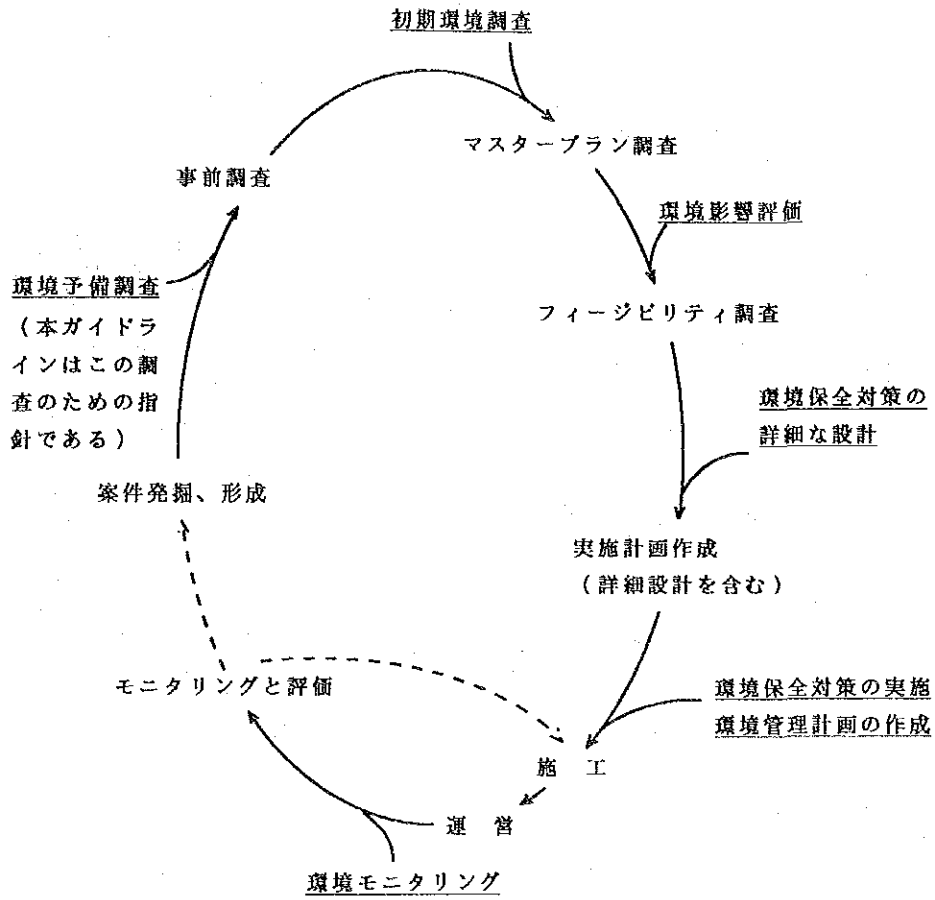 初期環境調査
マスタープラン調査
事前調査
環境影響評価
環境予備調査
(本ガイドラ
インはこの調
査のための指
針である)
フィージビリティ調査
環境保全対策の
詳細な設計
案件発掘、形成
実施計画作成
(詳細設計を含む)
モニタリングと評価
環境保全対策の実施
環境管理計画の作成
施 工
運 営
環境モニタリング